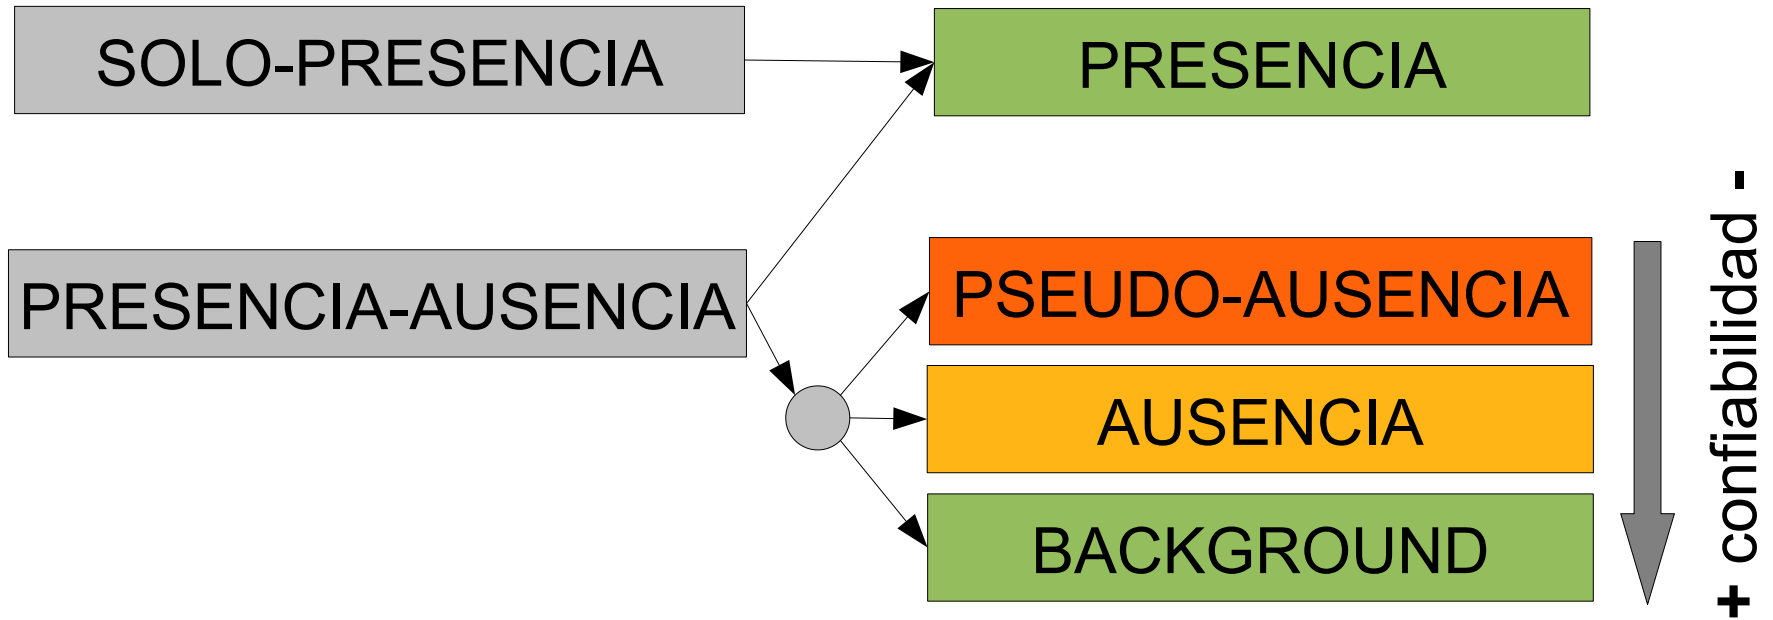 SOLO-PRESENCIA
PRESENCIA
PRESENCIA-AUSENCIA
PSEUDO-AUSENCIA
AUSENCIA
BACKGROUND
+ confiabilidad -